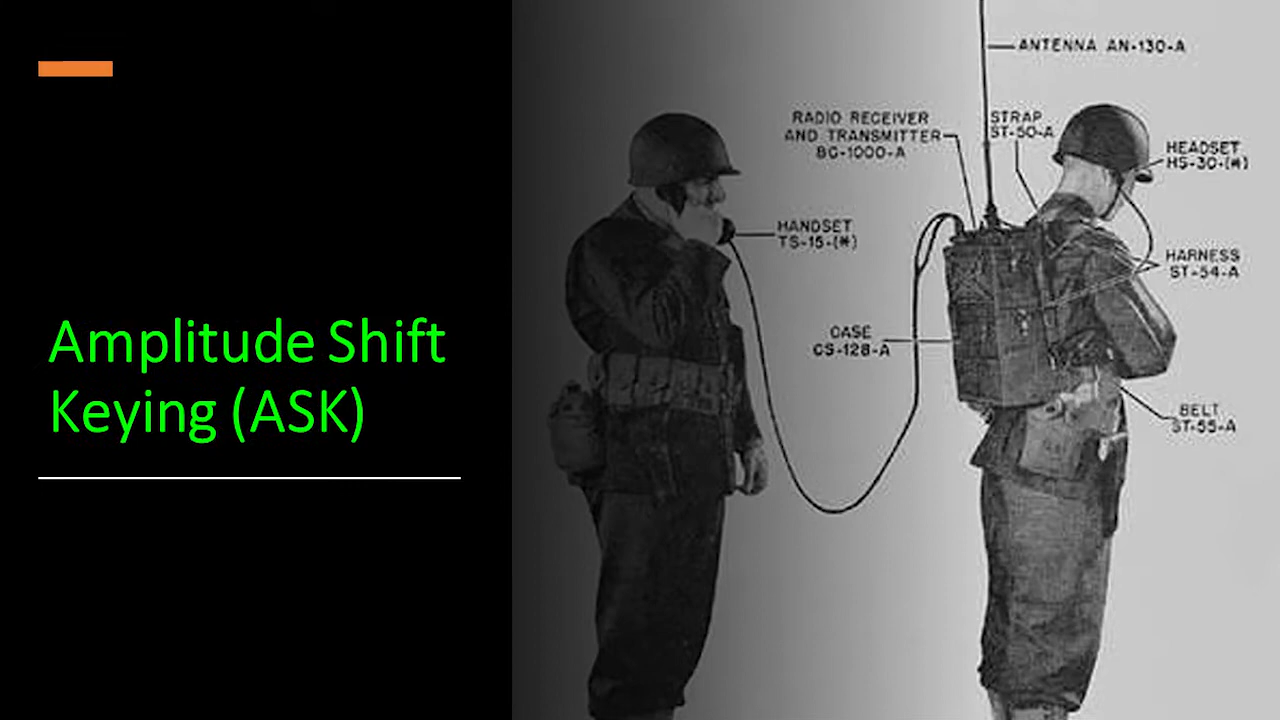 Amplitude Shift
Keying (ASK)
ANTENNA AN-130-A
RADIO RECEIVER
AND TRANSMITTER
BC-1000-A
STRAP
ST-50-A
HEADSET
HS-30-(*)
HANDSET
TS-15-(*)
HARNESS
ST-54-A
CASE
CS-128-A
BELT
ST-55-A